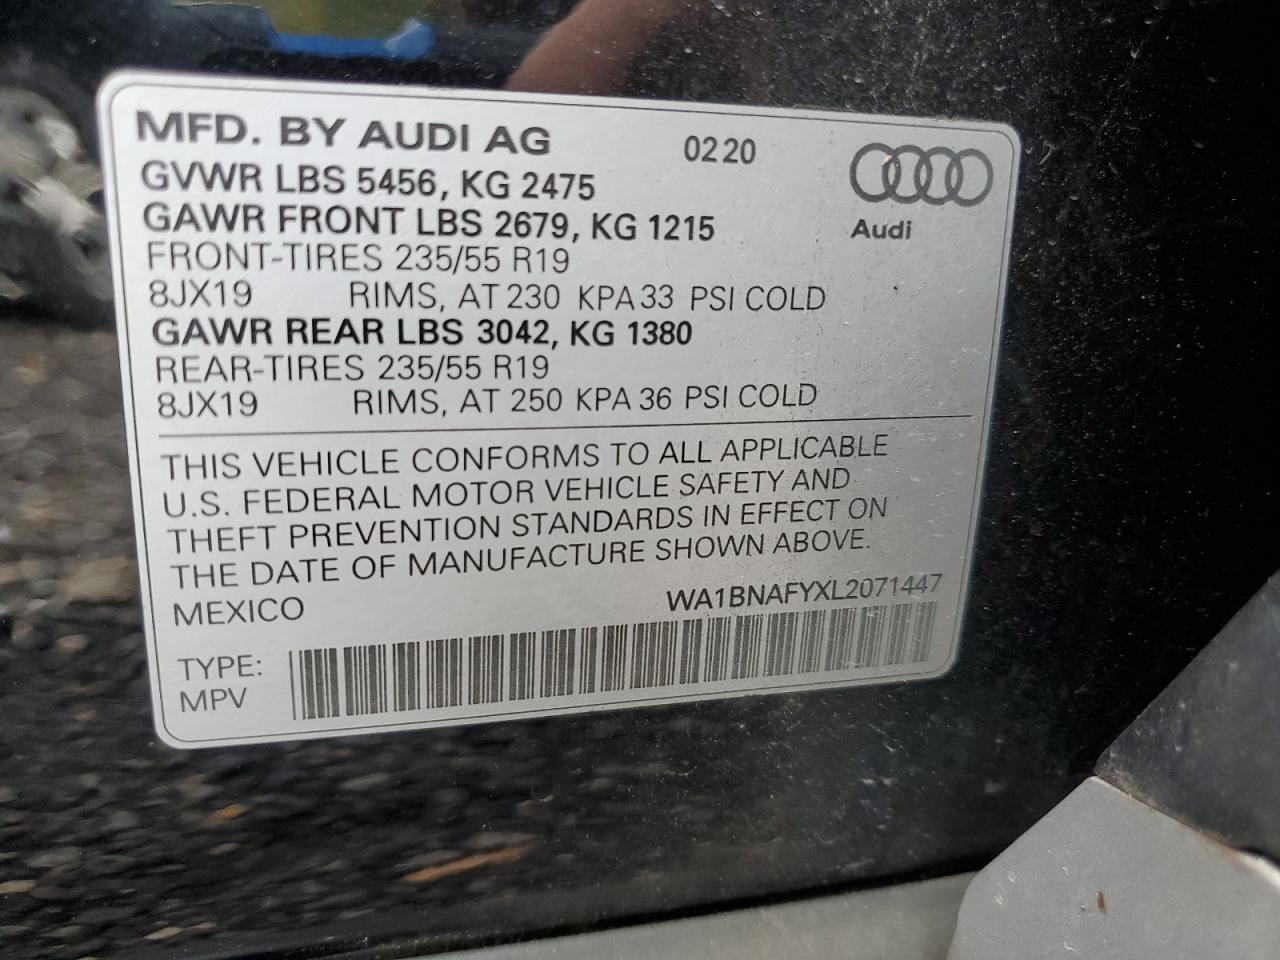 MFD. BY AUDI AG 0220
GVWR LBS 5456, KG 2475
GAWR FRONT LBS 2679, KG 1215
Audi
FRONT-TIRES 235/55 R19
8JX19 RIMS, AT 230 KPA 33 PSI COLD
GAWR REAR LBS 3042, KG 1380
REAR-TIRES 235/55 R19
8JX19 RIMS, AT 250 KPA 36 PSI COLD
THIS VEHICLE CONFORMS TO ALL APPLICABLE
U.S. FEDERAL MOTOR VEHICLE SAFETY AND
THEFT PREVENTION STANDARDS IN EFFECT ON
THE DATE OF MANUFACTURE SHOWN ABOVE.
MEXICO WA1BNAFYXL2071447
TYPE:
MPV